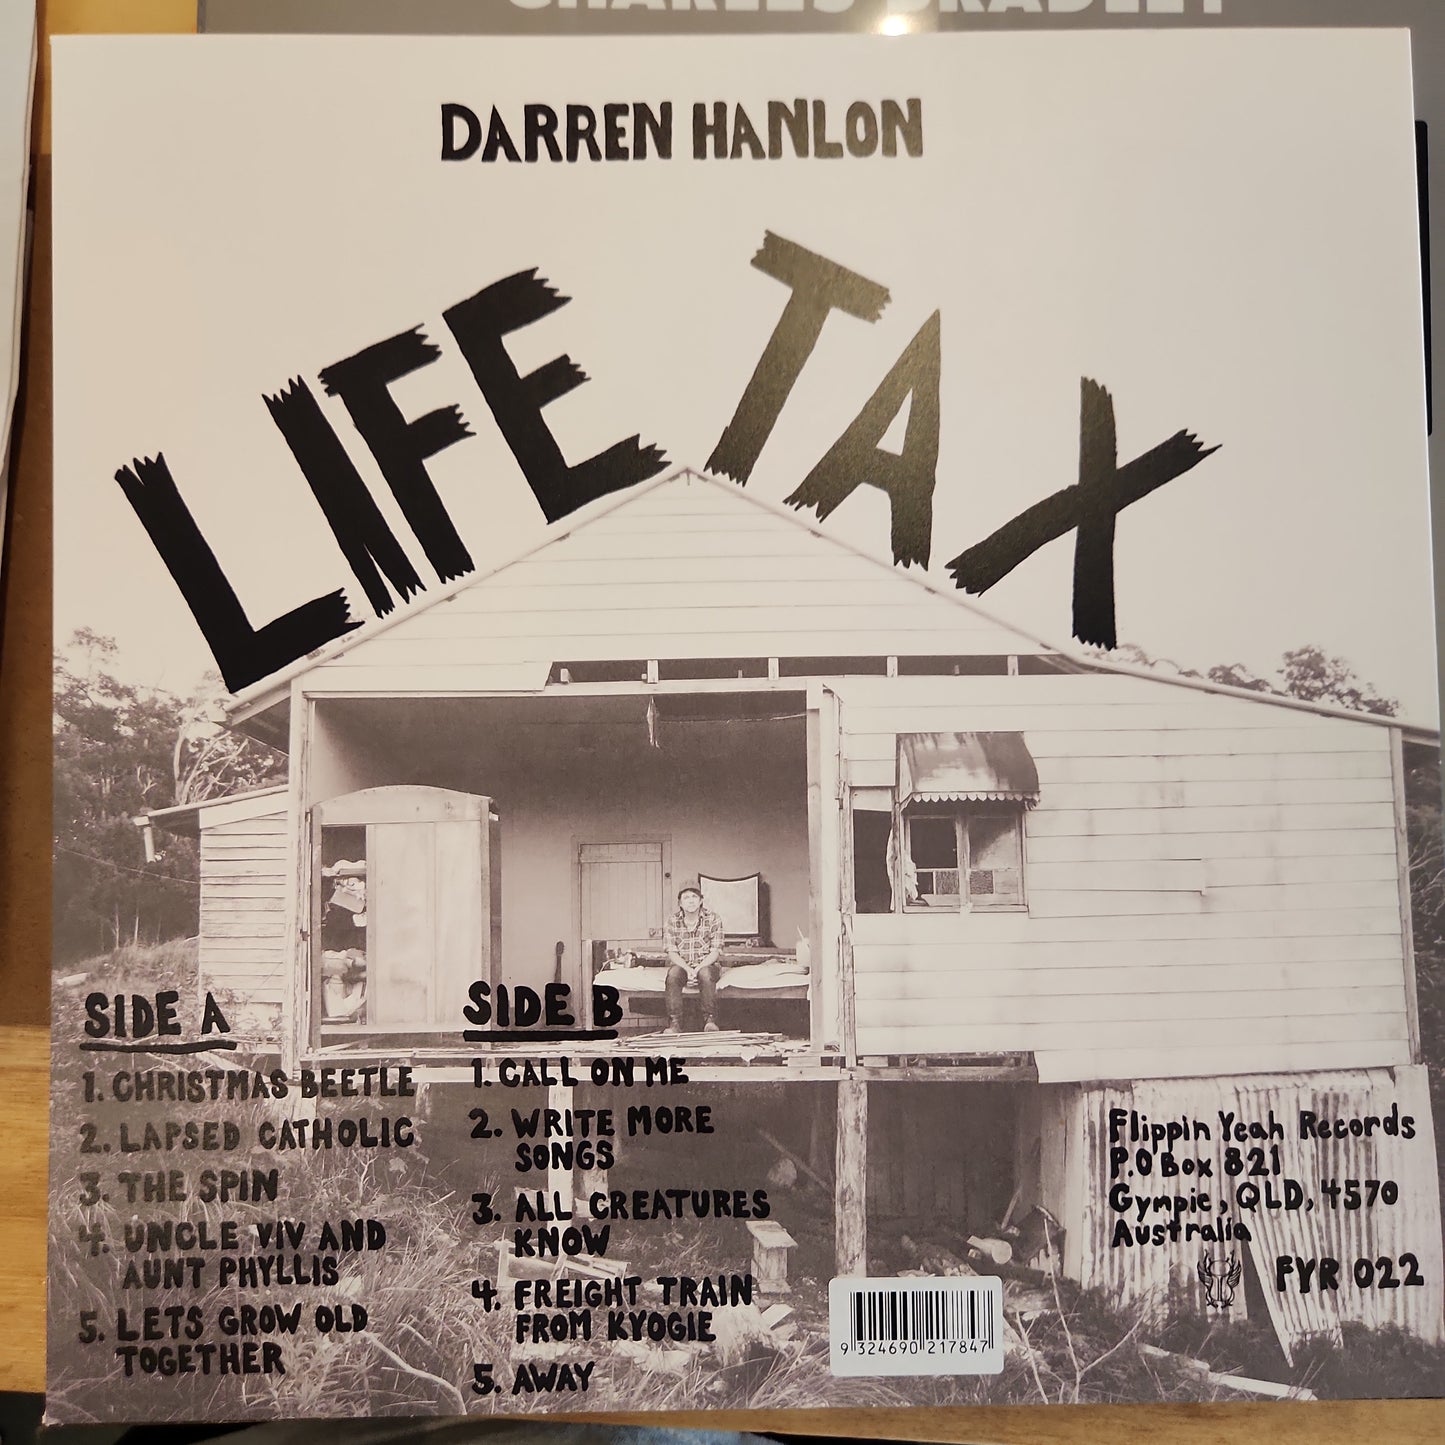 CHARLES BRADLEY
DARREN HANLON
LIFE TAX
SIDE A
1. CHRISTMAS BEETLE
2. LAPSED CATHOLIC
3. THE SPIN
4. UNCLE VIV AND
AUNT PHYLLIS
5. LETS GROW OLD
TOGETHER
SIDE B
1. CALL ON ME
2. WRITE MORE
SONGS
3. ALL CREATURES
KNOW
4. FREIGHT TRAIN
FROM KYOGIE
5. AWAY
Flippin Yeah Records
P.O Box 821
Gympie, QLD, 4570
Australia
FYR 022
9 324690 217847